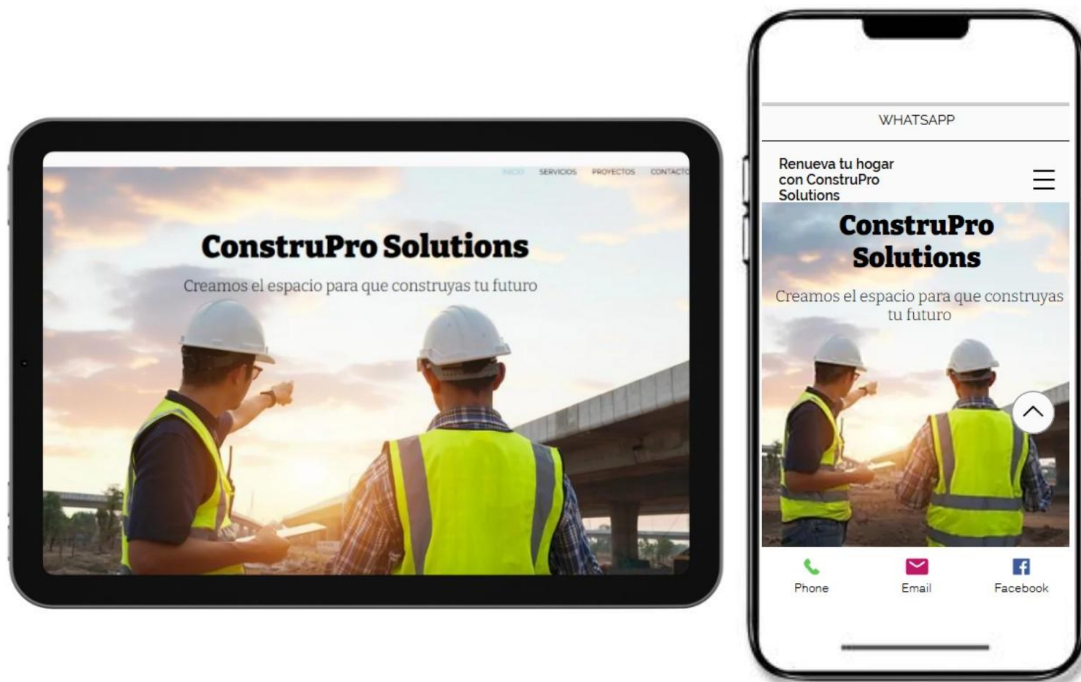 INICIO SERVICIOS PROYECTOS CONTACTO
ConstruPro Solutions
Creamos el espacio para que construyas tu futuro
WHATSAPP
Renueva tu hogar
con ConstruPro
Solutions
ConstruPro
Solutions
Creamos el espacio para que construyas
tu futuro
Phone Email Facebook